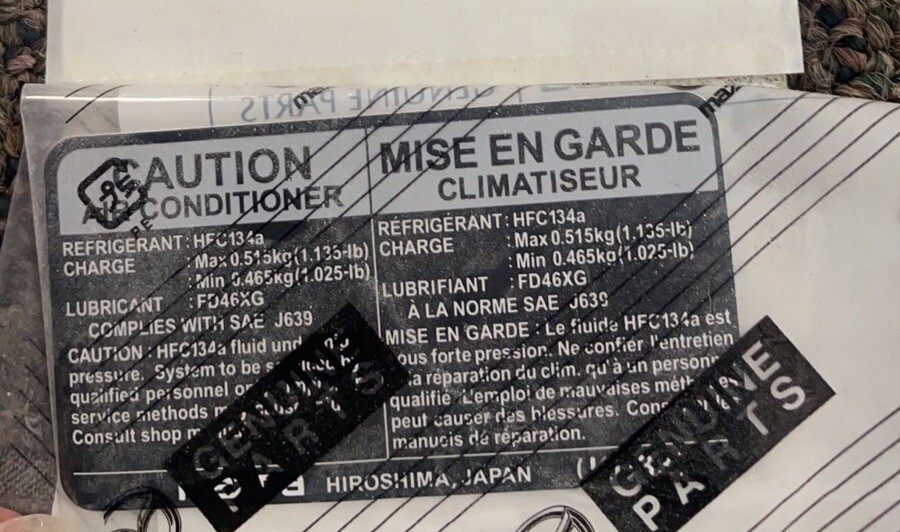 GENUINE PARTS
CAUTION
AIR CONDITIONER
REFRIGERANT : HFC134a
CHARGE : Max 0.515kg(1.135-lb)
: Min 0.465kg(1.025-lb)
LUBRICANT : FD46XG
COMPLIES WITH SAE J639
CAUTION : HFC134a fluid
pressure. System to be
qualified personnel
service methods
Consult shop
MISE EN GARDE
CLIMATISEUR
RÉFRIGÉRANT : HFC134a
CHARGE : Max 0.515kg(1.135-lb)
: Min 0.465kg(1.025-lb)
LUBRIFIANT : FD46XG
À LA NORME SAE J639
MISE EN GARDE : Le fluide HFC134a est
sous forte pression. Ne confier l'entretien
la réparation du clim. qu'à un personnel
qualifié. L'emploi de mauvaises
peut causer des blessures.
manuels de réparation.
HIROSHIMA, JAPAN
GENUINE
PARTS
GENUINE
PARTS